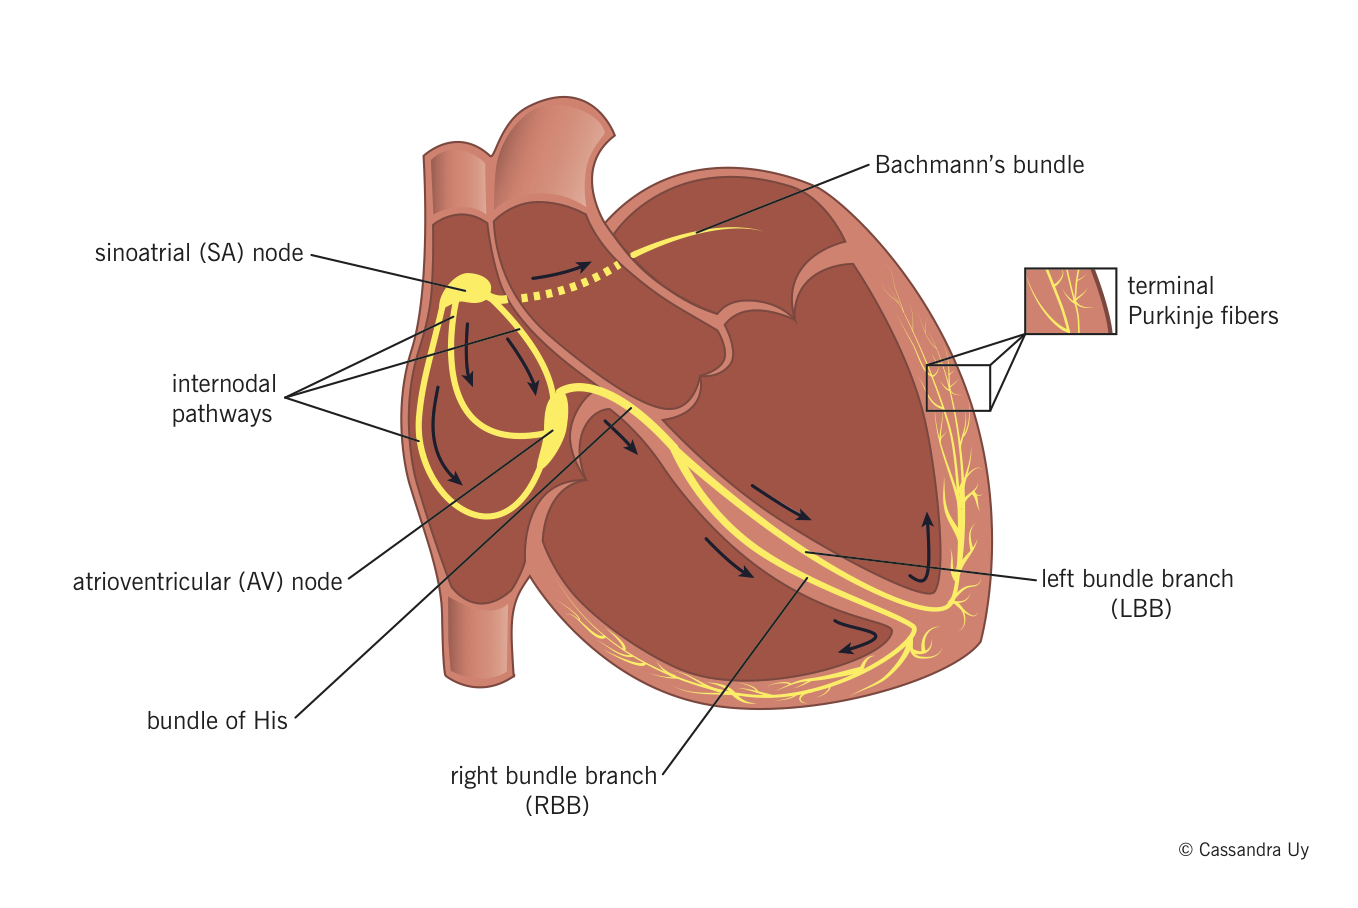 Bachmann’s bundle
sinoatrial (SA) node
terminal
Purkinje fibers
internodal
pathways
atrioventricular (AV) node
left bundle branch
(LBB)
bundle of His
right bundle branch
(RBB)
© Cassandra Uy